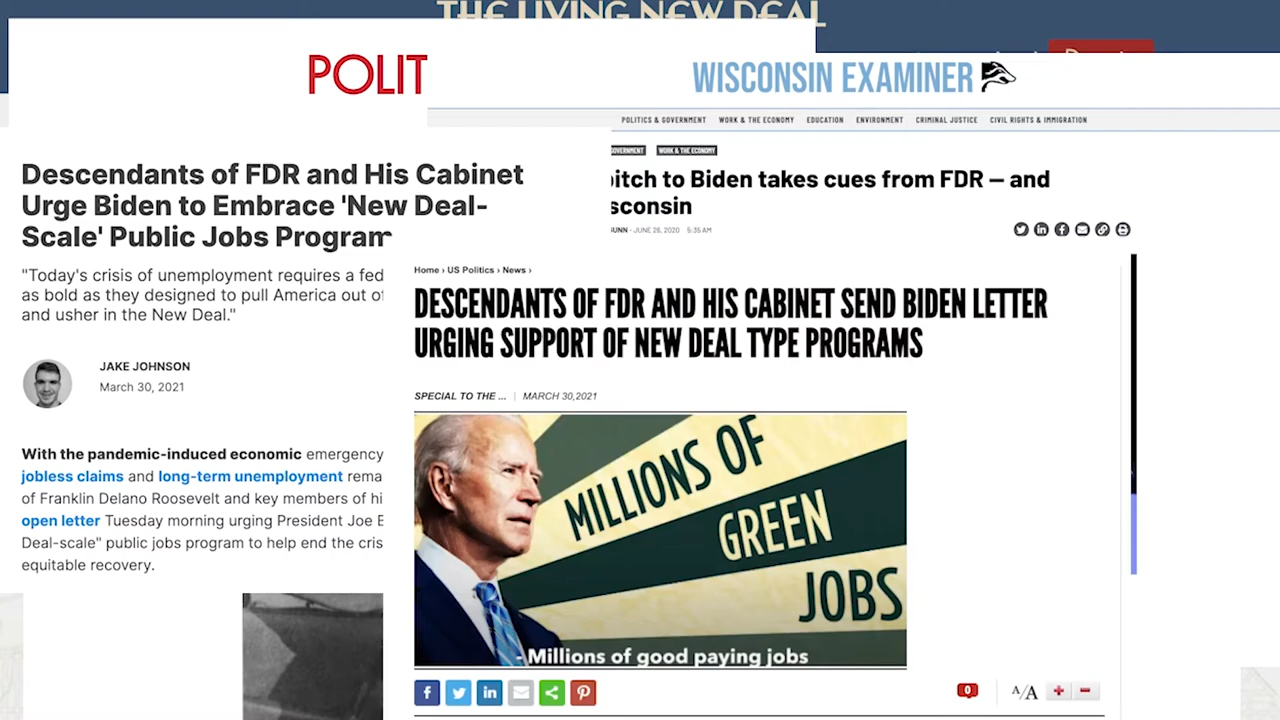 THE LIVING NEW DEAL
POLIT
WISCONSIN EXAMINER
POLITICS & GOVERNMENT WORK & THE ECONOMY EDUCATION ENVIRONMENT CRIMINAL JUSTICE CIVIL RIGHTS & IMMIGRATION
WORK & THE ECONOMY
itch to Biden takes cues from FDR – and
sconsin
UNN - JUNE 26, 2020 5:35 AM
Descendants of FDR and His Cabinet
Urge Biden to Embrace 'New Deal-
Scale' Public Jobs Program
"Today's crisis of unemployment requires a fed
as bold as they designed to pull America out of
and usher in the New Deal."
JAKE JOHNSON
March 30, 2021
With the pandemic-induced economic emergency
jobless claims and long-term unemployment rema
of Franklin Delano Roosevelt and key members of hi
open letter Tuesday morning urging President Joe B
Deal-scale" public jobs program to help end the cris
equitable recovery.
Home › US Politics › News ›
DESCENDANTS OF FDR AND HIS CABINET SEND BIDEN LETTER
URGING SUPPORT OF NEW DEAL TYPE PROGRAMS
SPECIAL TO THE ... | MARCH 30,2021
MILLIONS OF
GREEN
JOBS
- Millions of good paying jobs
0 A/A